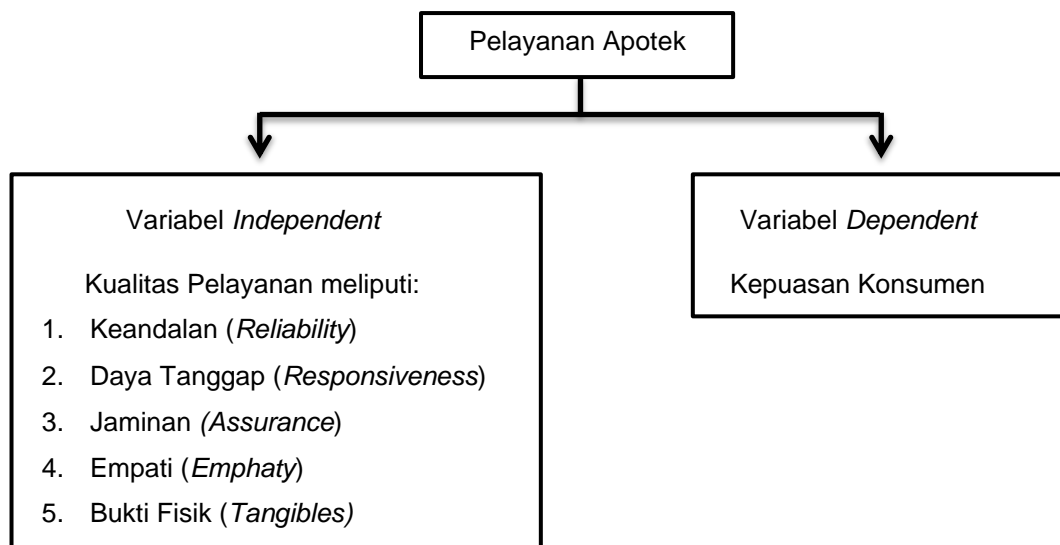 Pelayanan Apotek
Variabel Independent
Kualitas Pelayanan meliputi:
1. Keandalan (Reliability)
2. Daya Tanggap (Responsiveness)
3. Jaminan (Assurance)
4. Empati (Emphaty)
5. Bukti Fisik (Tangibles)
Variabel Dependent
Kepuasan Konsumen